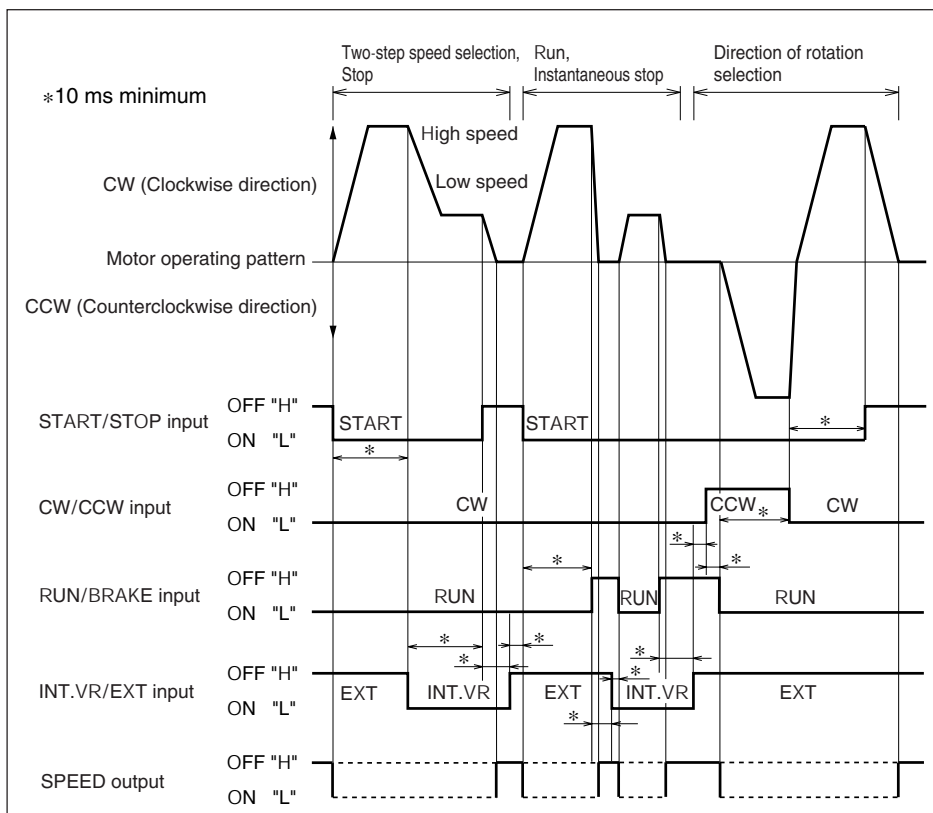 Two-step speed selection,
Stop
Run,
Instantaneous stop
Direction of rotation
selection
*10 ms minimum
High speed
CW (Clockwise direction)
Low speed
Motor operating pattern
CCW (Counterclockwise direction)
START/STOP input
OFF "H"
ON "L"
START
START
*
*
CW/CCW input
OFF "H"
ON "L"
CW
CCW
*
CW
*
*
RUN/BRAKE input
OFF "H"
ON "L"
*
RUN
RUN
RUN
*
*
*
*
INT.VR/EXT input
OFF "H"
ON "L"
EXT
INT.VR
EXT
*
INT.VR
EXT
*
SPEED output
OFF "H"
ON "L"